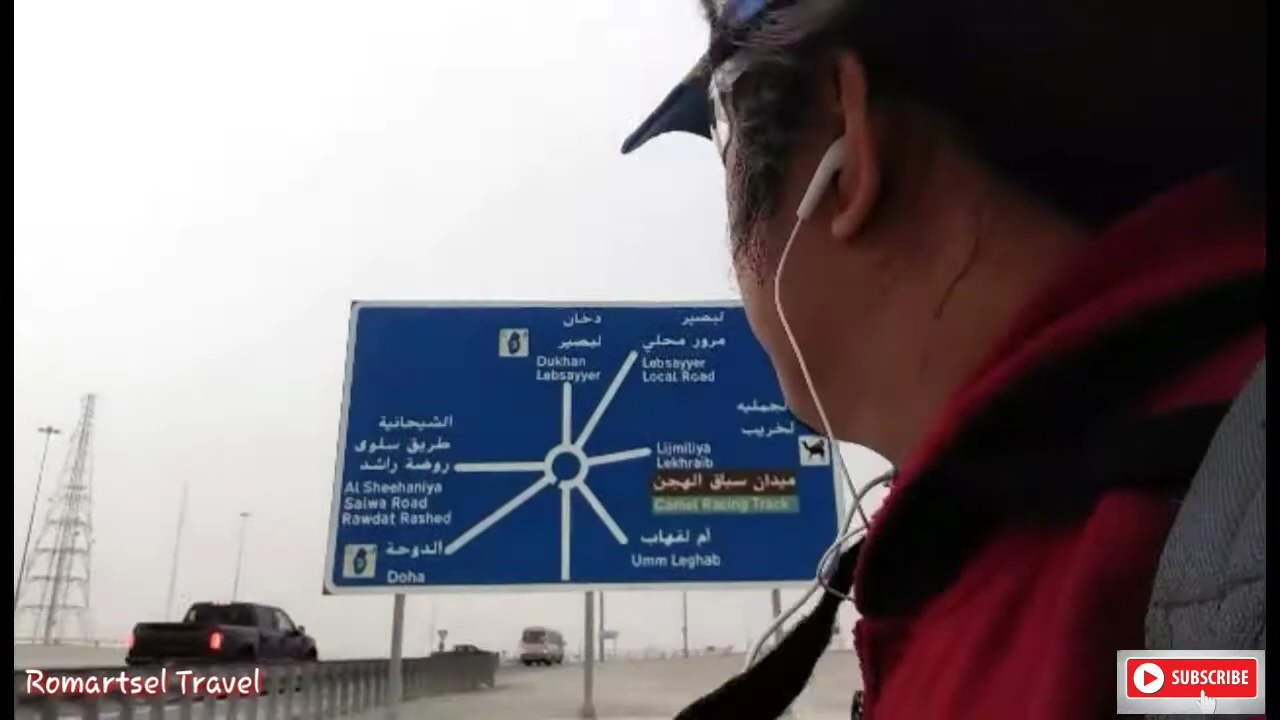 دخان
لبصير
Dukhan
Lebsayyer
لبصير
مرور محلي
Lebsayyer
Local Road
الشيحانية
طريق سلوى
روضة راشد
Al Sheehaniya
Salwa Road
Rawdat Rashed
لخريب
Lijmiliya
Lekhraib
ميدان سباق الهجن
Camel Racing Track
الدوحة
Doha
أم لقهاب
Umm Leghab
Romartsel Travel
SUBSCRIBE